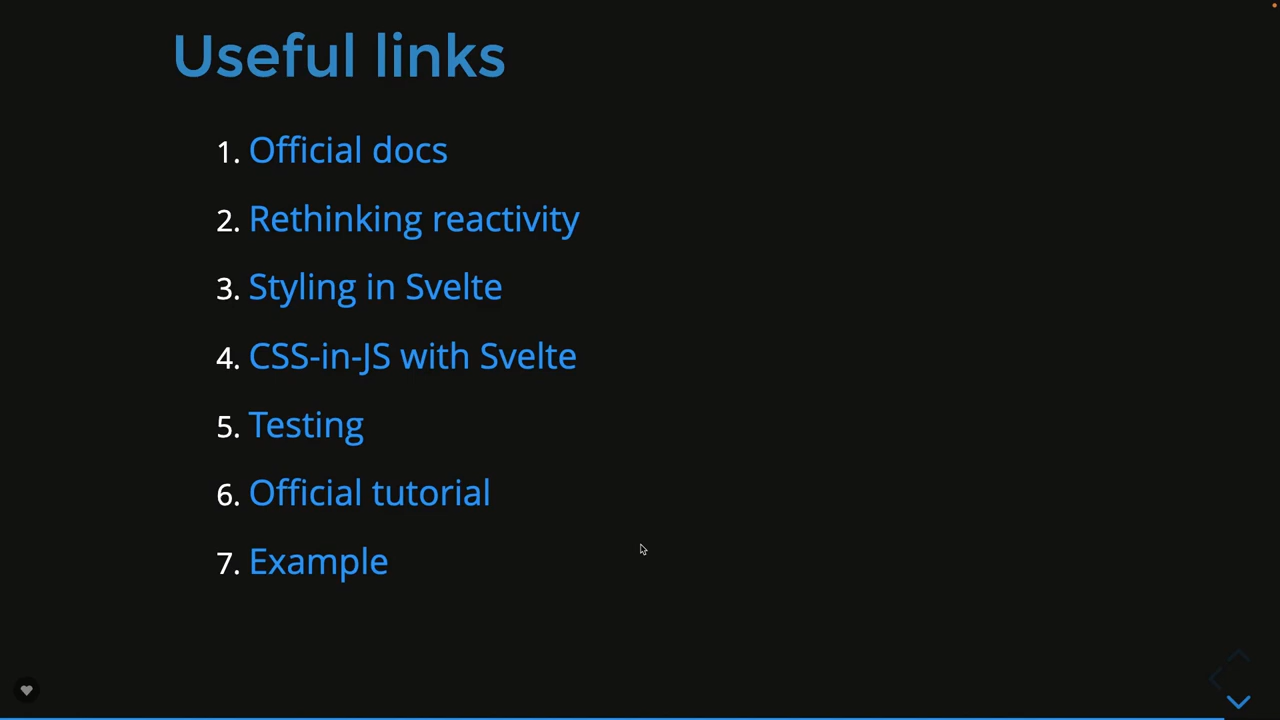 Useful links
1. Official docs
2. Rethinking reactivity
3. Styling in Svelte
4. CSS-in-JS with Svelte
5. Testing
6. Official tutorial
7. Example